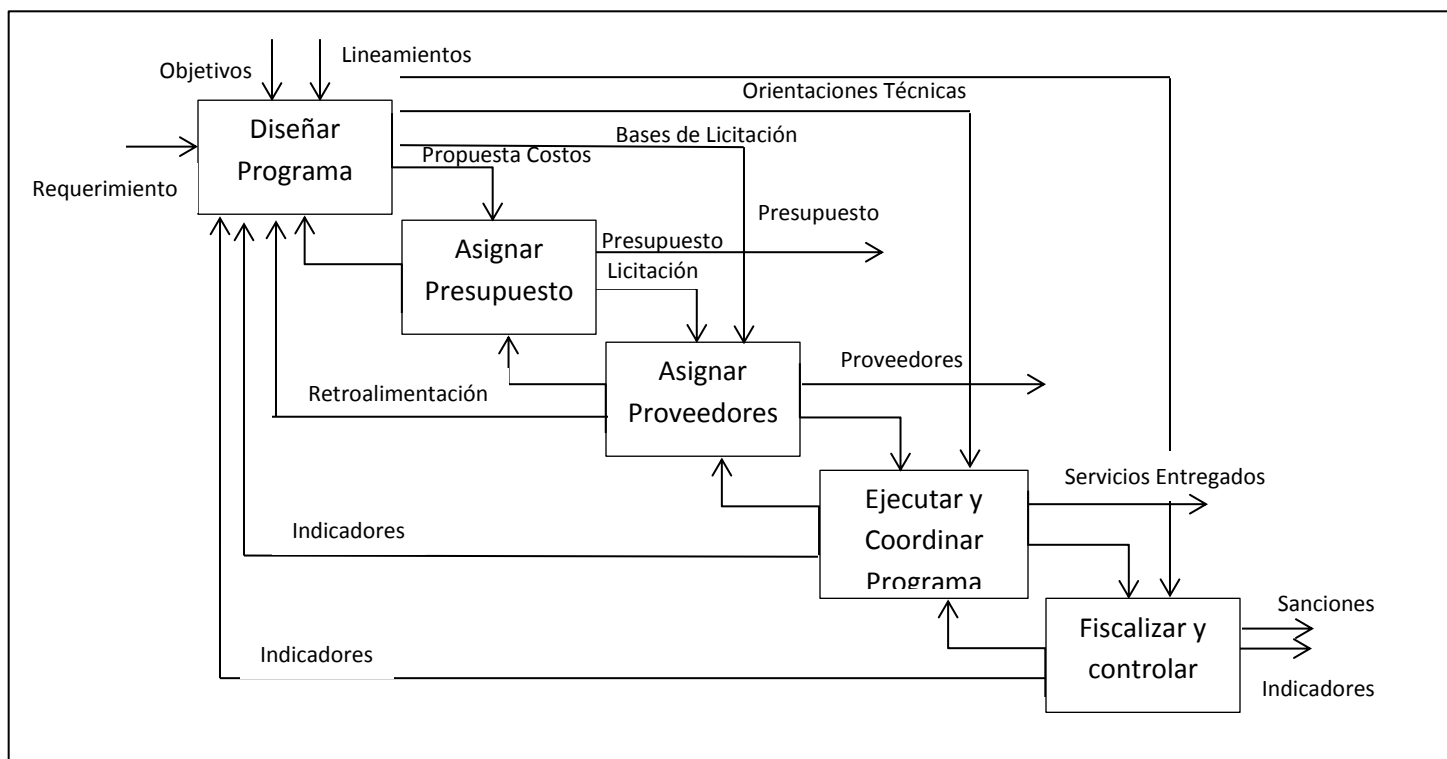 Lineamientos
Objetivos
Orientaciones Técnicas
Diseñar
Programa
Bases de Licitación
Propuesta Costos
Requerimiento
Presupuesto
Asignar
Presupuesto
Presupuesto
Licitación
Asignar
Proveedores
Proveedores
Retroalimentación
Servicios Entregados
Ejecutar y
Coordinar
Programa
Indicadores
Sanciones
Fiscalizar y
controlar
Indicadores
Indicadores